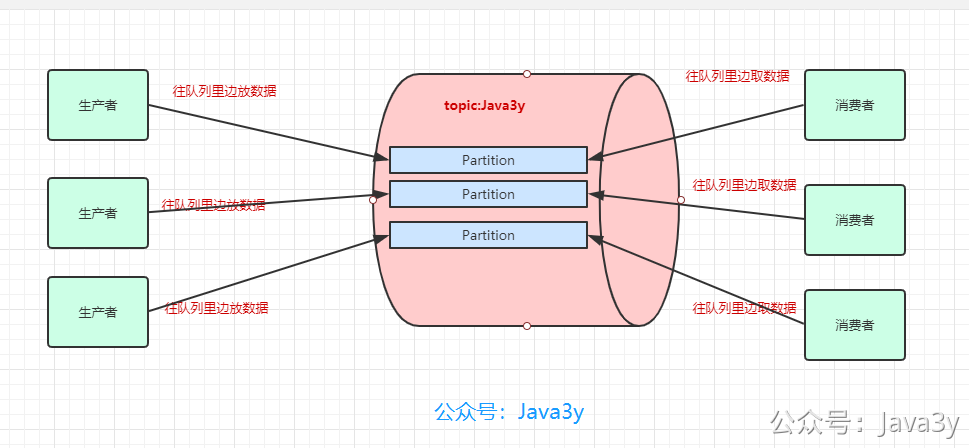 生产者
往队列里边放数据
topic:Java3y
往队列里边取数据
消费者
Partition
生产者
往队列里边放数据
Partition
往队列里边取数据
消费者
Partition
生产者
往队列里边放数据
往队列里边取数据
消费者
公众号：Java3y
公众号：Java3y